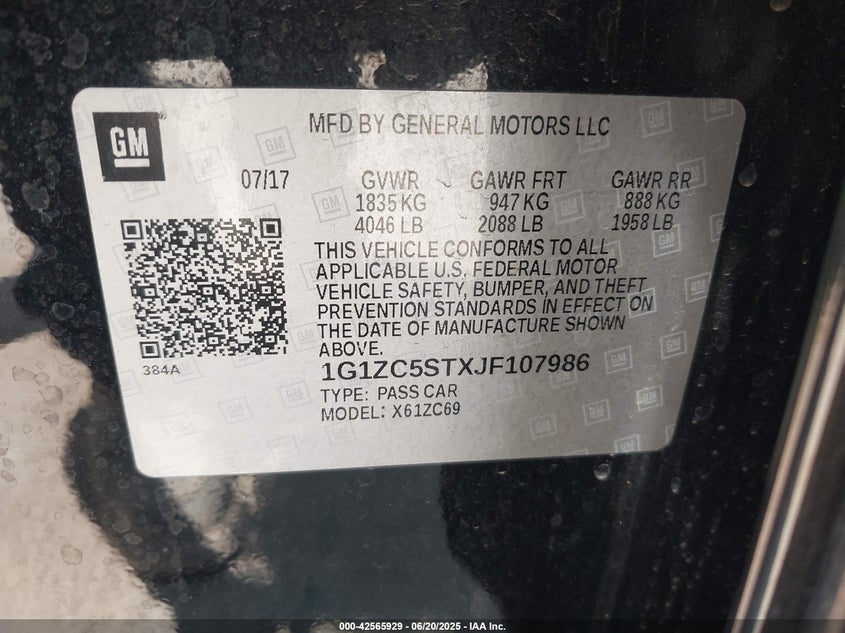 GM
MFD BY GENERAL MOTORS LLC
07/17 GVWR GAWR FRT GAWR RR
1835 KG 947 KG 888 KG
4046 LB 2088 LB 1958 LB
THIS VEHICLE CONFORMS TO ALL
APPLICABLE U.S. FEDERAL MOTOR
VEHICLE SAFETY, BUMPER, AND THEFT
PREVENTION STANDARDS IN EFFECT ON
THE DATE OF MANUFACTURE SHOWN
ABOVE.
384A
1G1ZC5STXJF107986
TYPE: PASS CAR
MODEL: X61ZC69
000-42565929 - 06/20/2025 - IAA Inc.